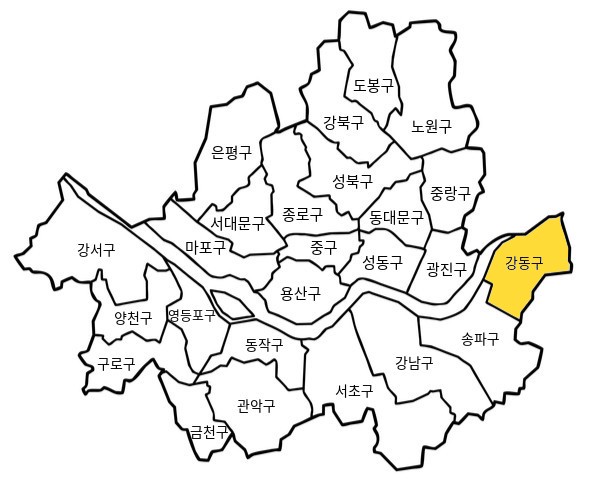 도봉구
강북구
노원구
은평구
성북구
중랑구
서대문구
종로구
동대문구
마포구
중구
강서구
성동구
광진구
강동구
용산구
양천구
영등포구
동작구
송파구
구로구
강남구
서초구
관악구
금천구